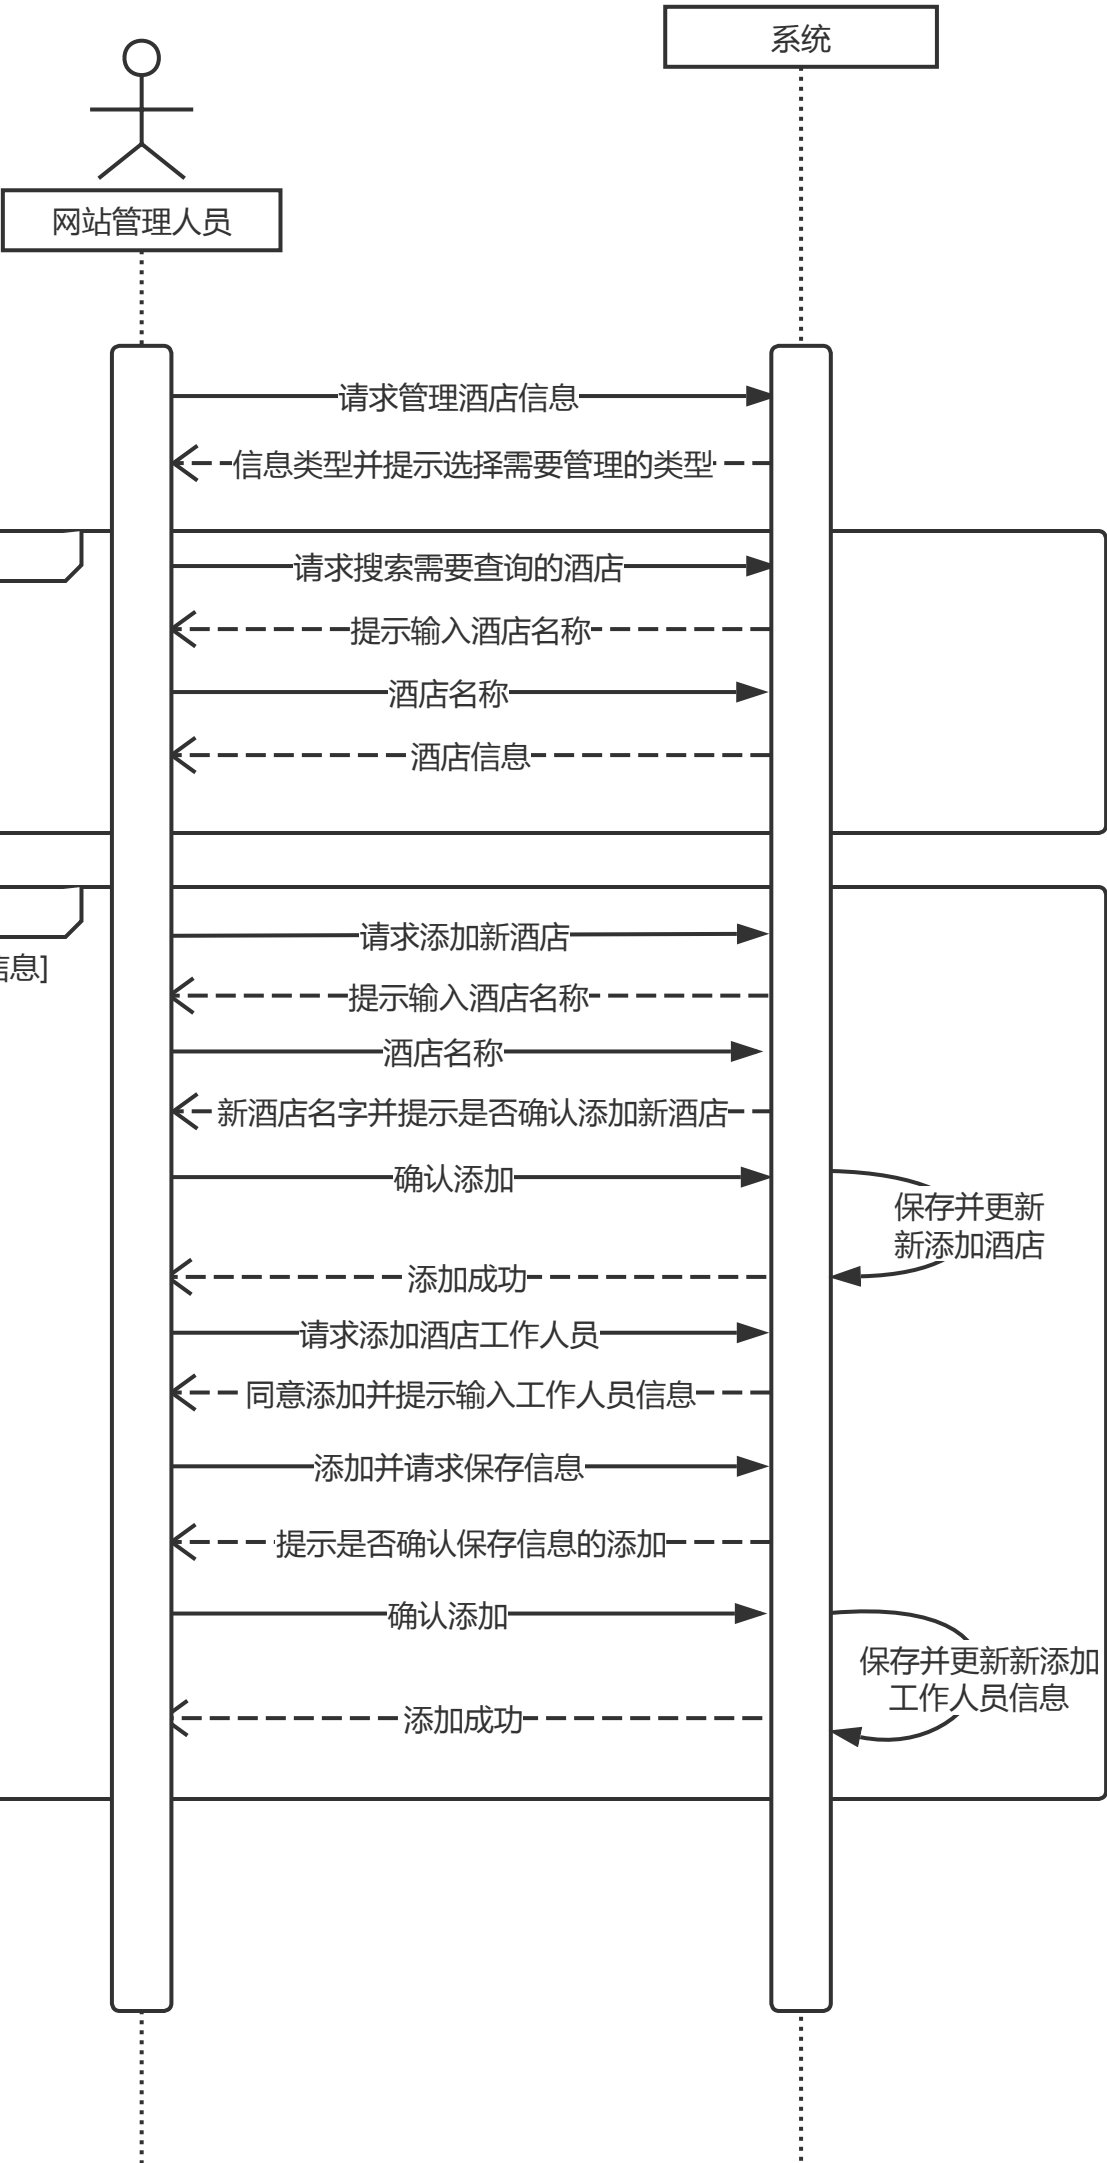 系统
网站管理人员
请求管理酒店信息
信息类型并提示选择需要管理的类型
请求搜索需要查询的酒店
提示输入酒店名称
酒店名称
酒店信息
请求添加新酒店
信息]
提示输入酒店名称
酒店名称
新酒店名字并提示是否确认添加新酒店
确认添加
保存并更新
新添加酒店
添加成功
请求添加酒店工作人员
同意添加并提示输入工作人员信息
添加并请求保存信息
提示是否确认保存信息的添加
确认添加
保存并更新新添加
工作人员信息
添加成功